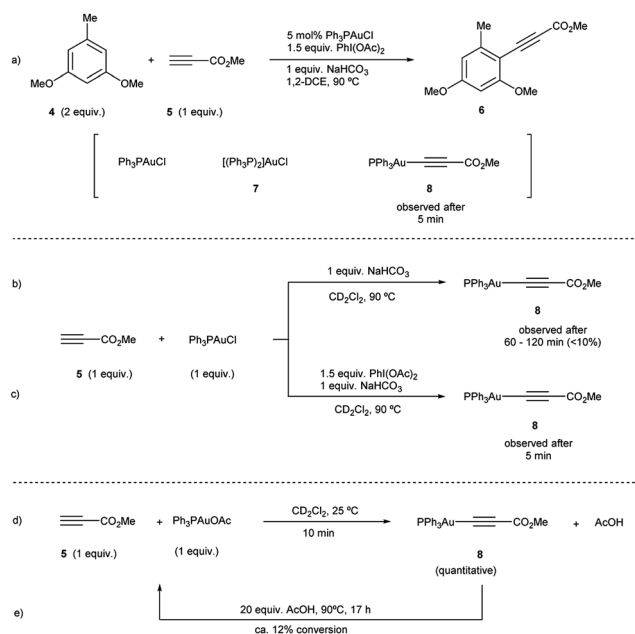 a)
Me
MeO
OMe
4 (2 equiv.)
+
CO2Me
5 (1 equiv.)
5 mol% Ph3PAuCl
1.5 equiv. PhI(OAc)2
1 equiv. NaHCO3
1,2-DCE, 90 ºC
Me
CO2Me
MeO
OMe
6
Ph3PAuCl
[(Ph3P)2]AuCl
7
PPh3Au
CO2Me
8
observed after
5 min
b)
1 equiv. NaHCO3
CD2Cl2, 90 ºC
PPh3Au
CO2Me
8
observed after
60 - 120 min (<10%)
CO2Me
5 (1 equiv.)
+
Ph3PAuCl
(1 equiv.)
c)
1.5 equiv. PhI(OAc)2
1 equiv. NaHCO3
CD2Cl2, 90 ºC
PPh3Au
CO2Me
8
observed after
5 min
d)
CO2Me
5 (1 equiv.)
+ Ph3PAuOAc
(1 equiv.)
CD2Cl2, 25 ºC
10 min
PPh3Au
CO2Me
8
(quantitative)
+ AcOH
e)
20 equiv. AcOH, 90ºC, 17 h
ca. 12% conversion